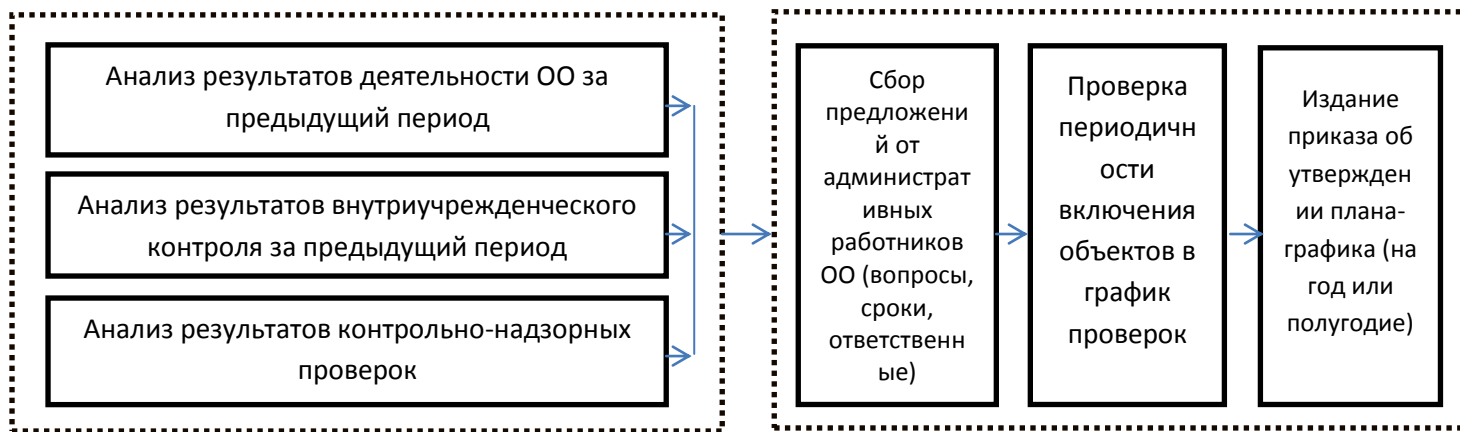 Анализ результатов деятельности ОО за
предыдущий период
Анализ результатов внутриучрежденческого
контроля за предыдущий период
Анализ результатов контрольно-надзорных
проверок
Сбор
предложени
й от
администрат
ивных
работников
ОО (вопросы,
сроки,
ответственн
ые)
Проверка
периодичн
ости
включения
объектов в
график
проверок
Издание
приказа об
утвержден
ии плана-
графика (на
год или
полугодие)